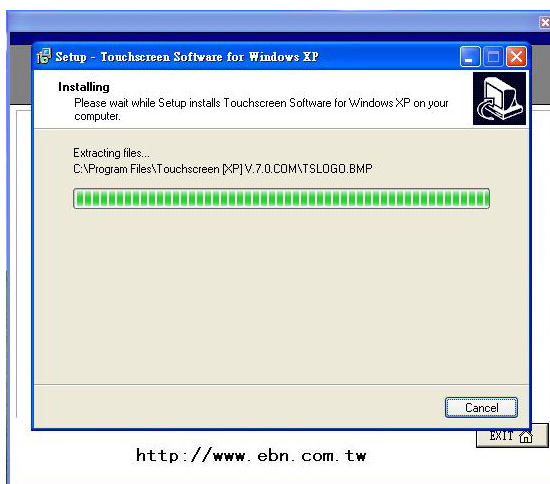 Setup - Touchscreen Software for Windows XP
Installing
Please wait while Setup installs Touchscreen Software for Windows XP on your
computer.
Extracting files...
C:\Program Files\Touchscreen [XP] V.7.0.COM\TSLOGO.BMP
Cancel
EXIT
http://www.ebn.com.tw